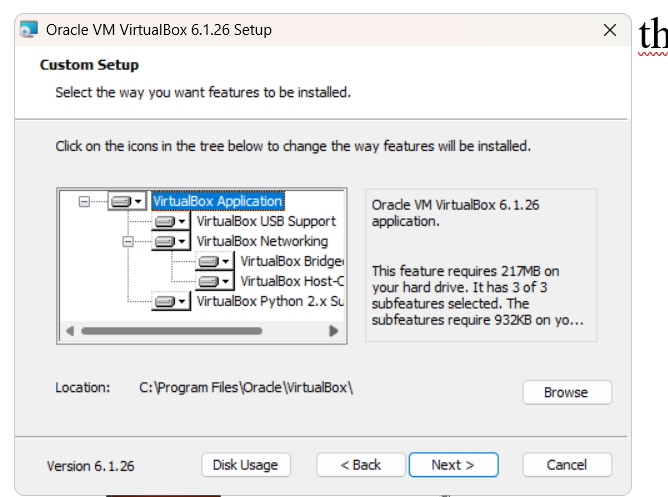 Oracle VM VirtualBox 6.1.26 Setup
th
Custom Setup
Select the way you want features to be installed.
Click on the icons in the tree below to change the way features will be installed.
VirtualBox Application
VirtualBox USB Support
VirtualBox Networking
VirtualBox Bridge
VirtualBox Host-C
VirtualBox Python 2.x Su
Oracle VM VirtualBox 6.1.26
application.
This feature requires 217MB on
your hard drive. It has 3 of 3
subfeatures selected. The
subfeatures require 932KB on yo...
Location: C:\Program Files\Oracle\VirtualBox\
Browse
Version 6.1.26
Disk Usage
< Back
Next >
Cancel